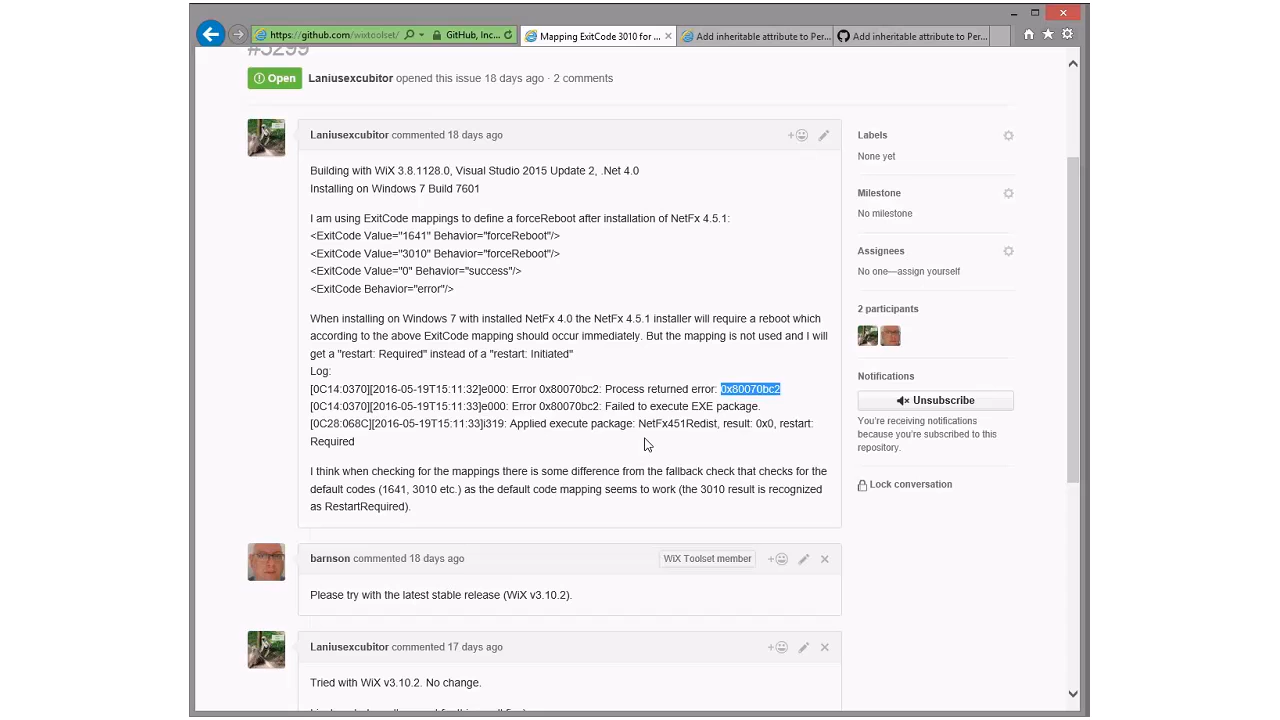 https://github.com/wixtoolset/
GitHub, Inc...
Mapping ExitCode 3010 for ...
Add inheritable attribute to Per...
Add inheritable attribute to Per...
#5299
Open
Laniusexcubitor opened this issue 18 days ago · 2 comments
Laniusexcubitor commented 18 days ago
Building with WiX 3.8.1128.0, Visual Studio 2015 Update 2, .Net 4.0
Installing on Windows 7 Build 7601
I am using ExitCode mappings to define a forceReboot after installation of NetFx 4.5.1:
<ExitCode Value="1641" Behavior="forceReboot"/>
<ExitCode Value="3010" Behavior="forceReboot"/>
<ExitCode Value="0" Behavior="success"/>
<ExitCode Behavior="error"/>
When installing on Windows 7 with installed NetFx 4.0 the NetFx 4.5.1 installer will require a reboot which
according to the above ExitCode mapping should occur immediately. But the mapping is not used and I will
get a "restart: Required" instead of a "restart: Initiated"
Log:
[0C14:0370][2016-05-19T15:11:32]e000: Error 0x80070bc2: Process returned error: 0x80070bc2
[0C14:0370][2016-05-19T15:11:33]e000: Error 0x80070bc2: Failed to execute EXE package.
[0C28:068C][2016-05-19T15:11:33]i319: Applied execute package: NetFx451Redist, result: 0x0, restart:
Required
I think when checking for the mappings there is some difference from the fallback check that checks for the
default codes (1641, 3010 etc.) as the default code mapping seems to work (the 3010 result is recognized
as RestartRequired).
barnson commented 18 days ago
WiX Toolset member
Please try with the latest stable release (WiX v3.10.2).
Laniusexcubitor commented 17 days ago
Tried with WiX v3.10.2. No change.
Labels
None yet
Milestone
No milestone
Assignees
No one—assign yourself
2 participants
Notifications
Unsubscribe
You're receiving notifications
because you're subscribed to this
repository.
Lock conversation